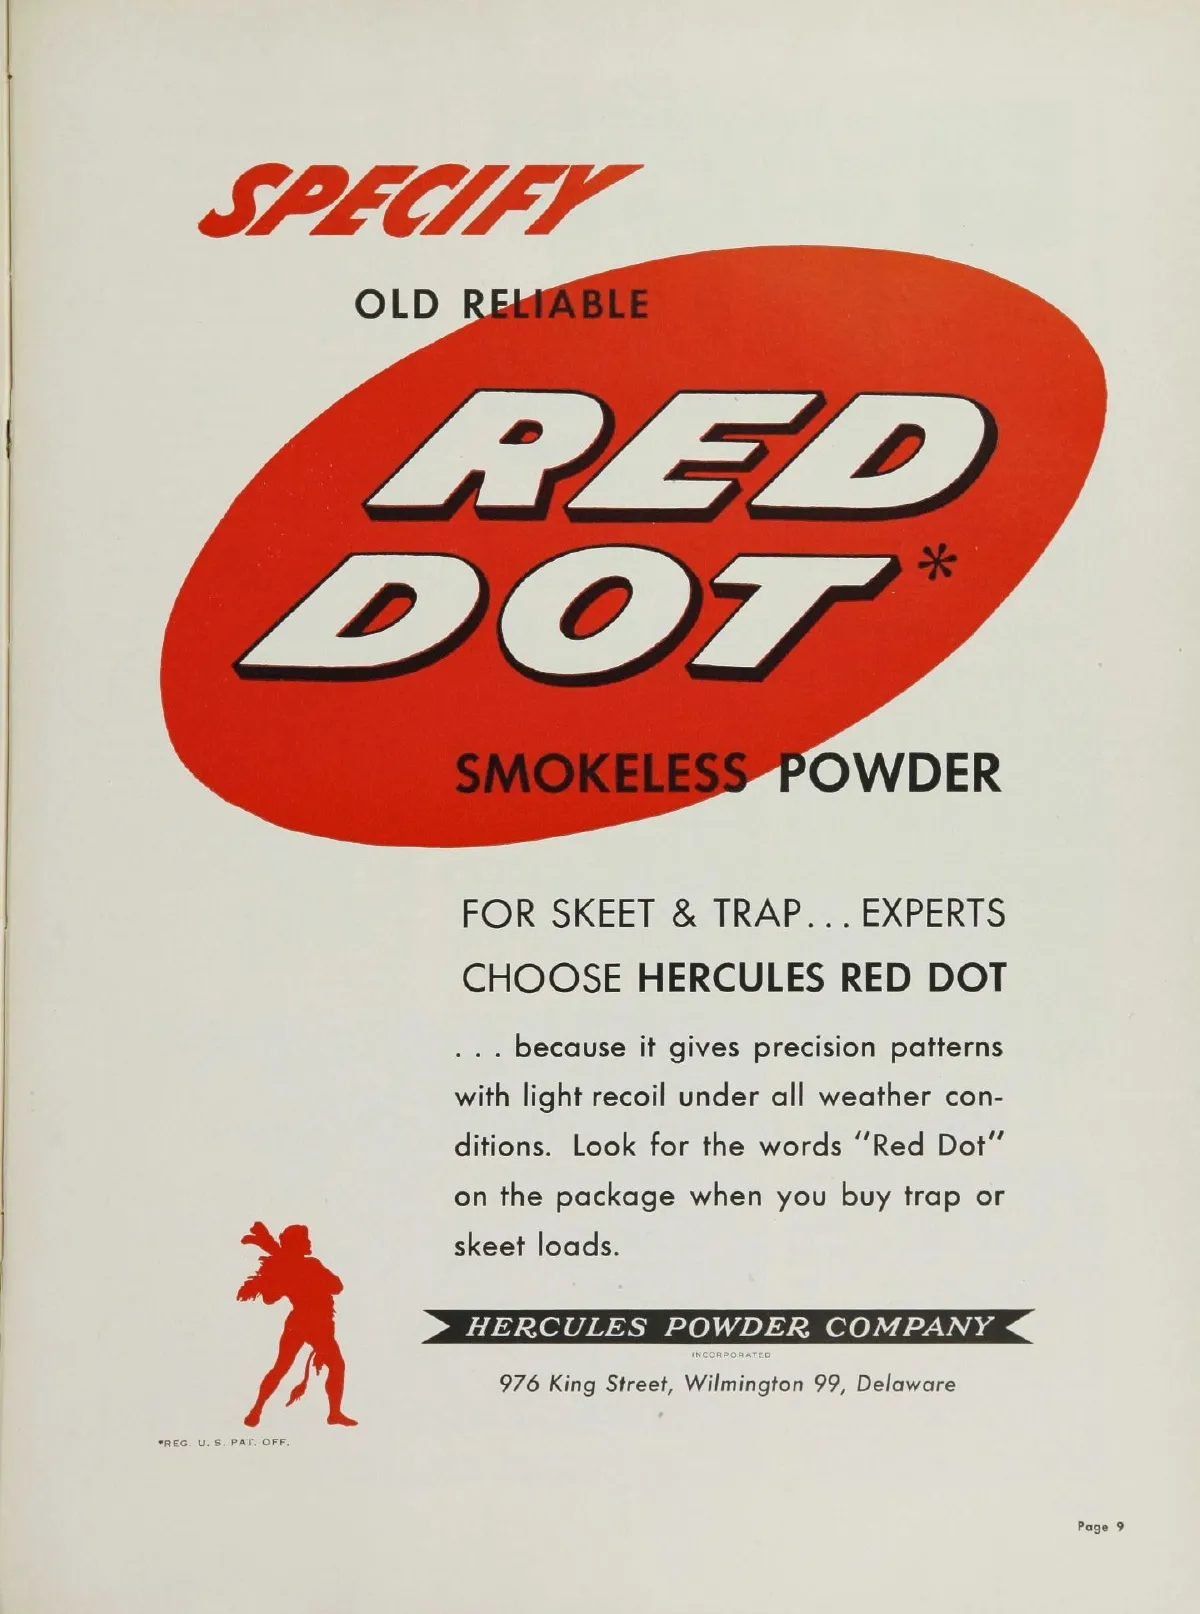 SPECIFY
OLD RELIABLE
RED
DOT*
SMOKELESS POWDER
FOR SKEET & TRAP... EXPERTS
CHOOSE HERCULES RED DOT
. . . because it gives precision patterns
with light recoil under all weather con-
ditions. Look for the words "Red Dot"
on the package when you buy trap or
skeet loads.
HERCULES POWDER COMPANY
INCORPORATED
976 King Street, Wilmington 99, Delaware
*REG. U. S. PAT. OFF.
Page 9